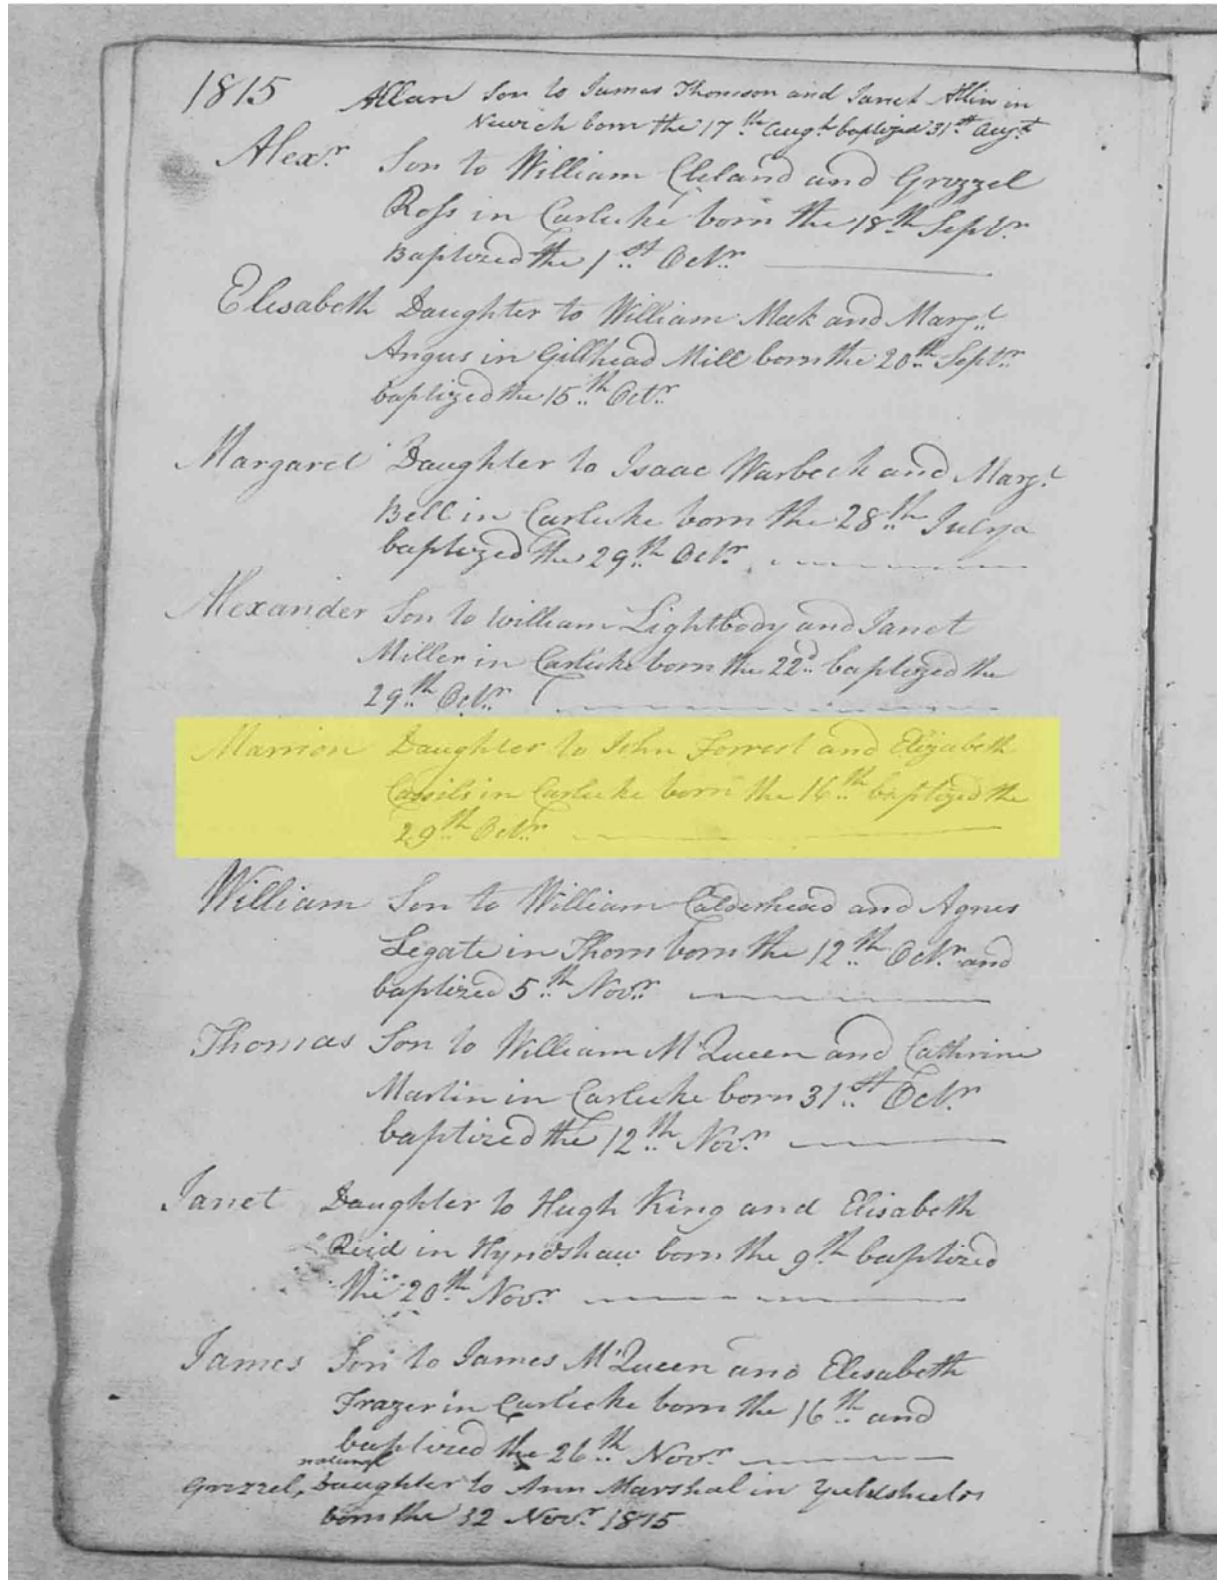 1815 Allan Son to James Thomson and Janet Allin in
born the 17th Augt baptized 31st Augt
Alexr. Son to William Cleland and Grizzel
Ross in Carluke born the 18th Septr.
Baptized the 1st Octr.
Elisabeth Daughter to William Meek and Margt
Angus in Gillhead Mill born the 20th Septr.
baptized the 15th Octr.
Margaret Daughter to Isaac Warbeck and Margt
Bell in Carluke born the 28th July
baptized the 29th Octr.
Alexander Son to William Lightbody and Janet
Miller in Carluke born the 22d baptized the
29th Octr.
Marrion Daughter to John Forrest and Elizabeth
Cassils in Carluke born the 16th baptized the
29th Octr.
William Son to William Calderhead and Agnes
Legate in Thorn born the 12th Octr. and
baptized 5th Novr.
Thomas Son to William McQueen and Cathrine
Martin in Carluke born 31st Octr.
baptized the 12th Novr.
Janet Daughter to Hugh King and Elisabeth
Reid in Hyndshaw born the 9th baptized
the 20th Novr.
James Son to James McQueen and Elisabeth
Frazer in Carluke born the 16th and
baptized the 26th Novr.
natural
Grizzel, Daughter to Ann Marshal in Yuldshields
born the 12 Novr. 1815